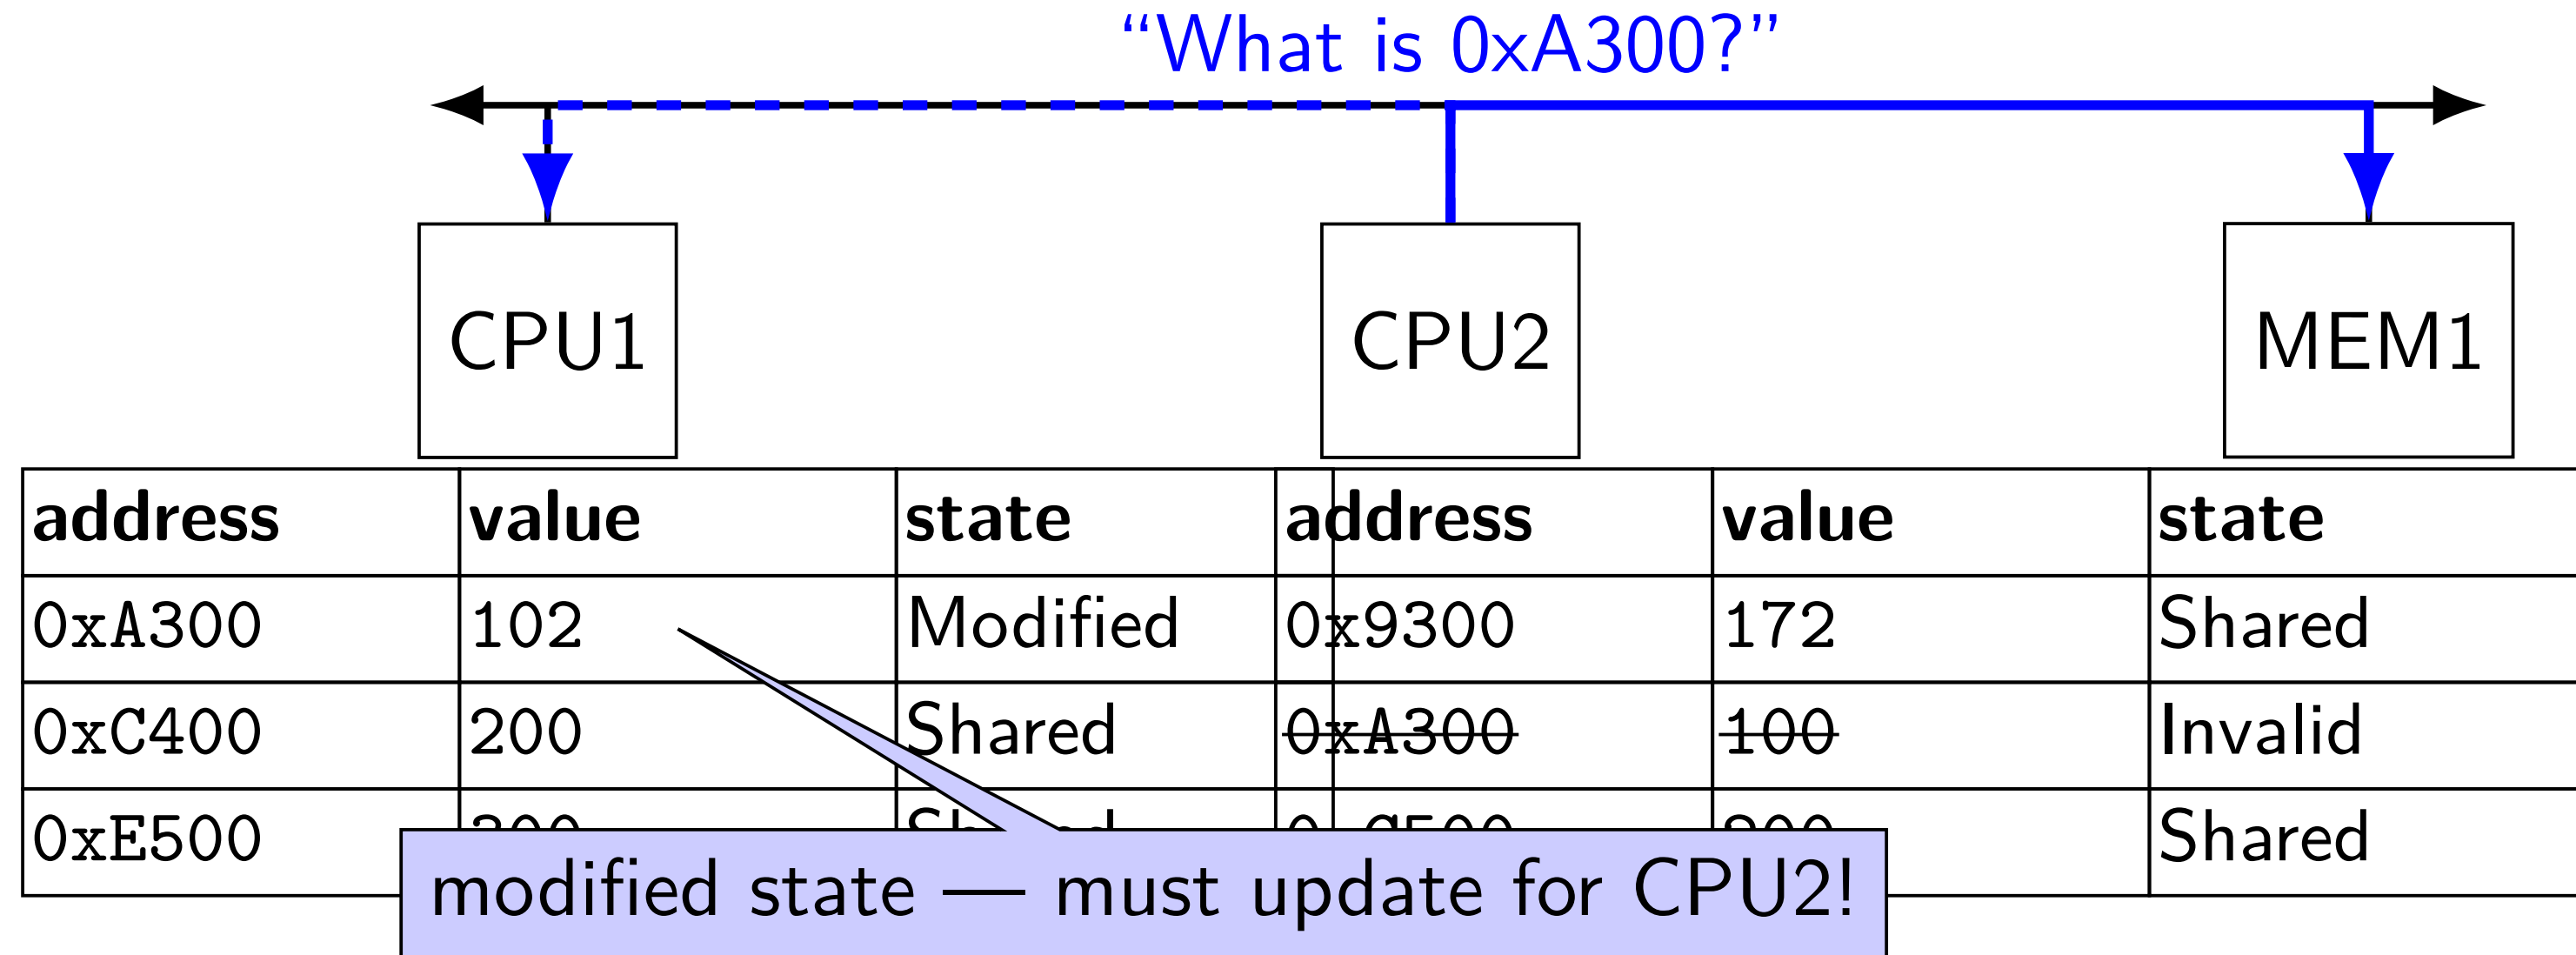 “What is 0xA300?”
CPU1 CPU2 MEM1
address value state address value state
0xA300 102 Modified 0x9300 172 Shared
0xC400 200 Shared 0xA300 100 Invalid
0xE500 Shared
modified state — must update for CPU2!